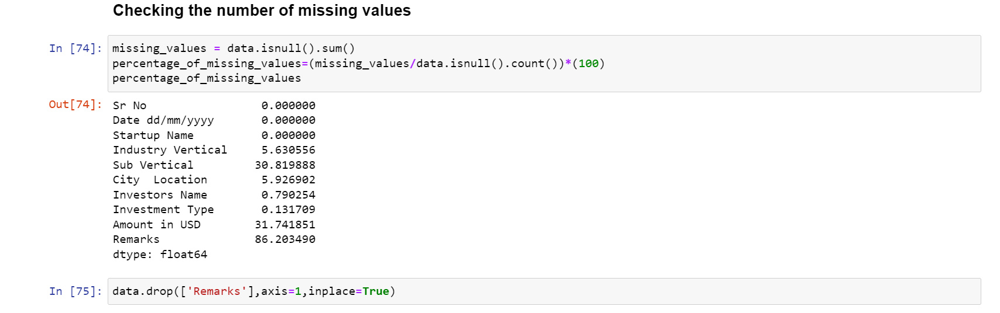 Checking the number of missing values
In [74]: missing_values = data.isnull().sum()
percentage_of_missing_values=(missing_values/data.isnull().count())*(100)
percentage_of_missing_values
Out[74]: Sr No 0.000000
Date dd/mm/yyyy 0.000000
Startup Name 0.000000
Industry Vertical 5.630556
Sub Vertical 30.819888
City  Location 5.926902
Investors Name 0.790254
Investment Type 0.131709
Amount in USD 31.741851
Remarks 86.203490
dtype: float64
In [75]: data.drop(['Remarks'],axis=1,inplace=True)